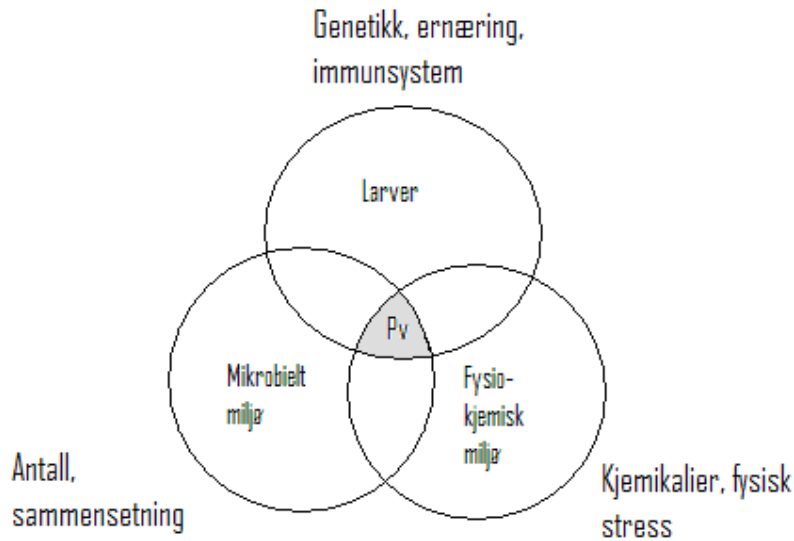 Genetikk, ernæring,
immunsystem
Larver
Pv
Mikrobielt
miljø
Fysio-
kjemisk
miljø
Antall,
sammensetning
Kjemikalier, fysisk
stress